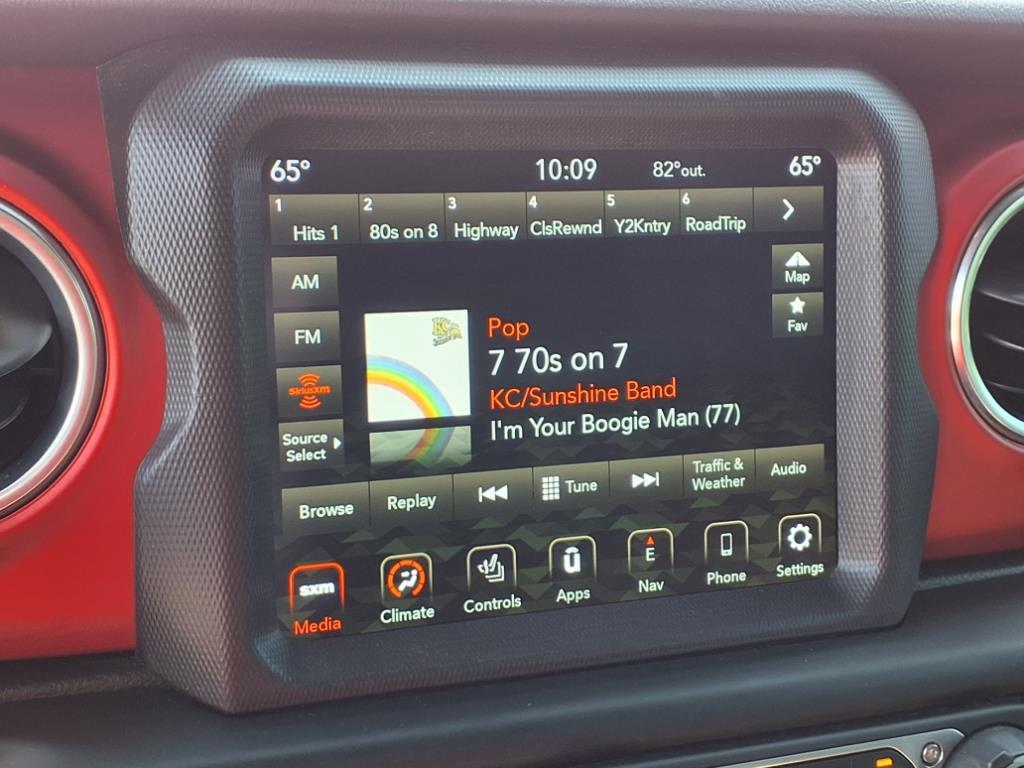 65° 10:09 82°out. 65°
1 2 3 4 5 6
Hits 1 80s on 8 Highway ClsRewnd Y2Kntry RoadTrip
AM
Map
FM
Fav
siriusxm
Source
Select
KC
Pop
7 70s on 7
KC/Sunshine Band
I'm Your Boogie Man (77)
Browse Replay Tune Traffic &
Weather Audio
sxm
Media Climate Controls
ū
Apps
E
Nav Phone Settings